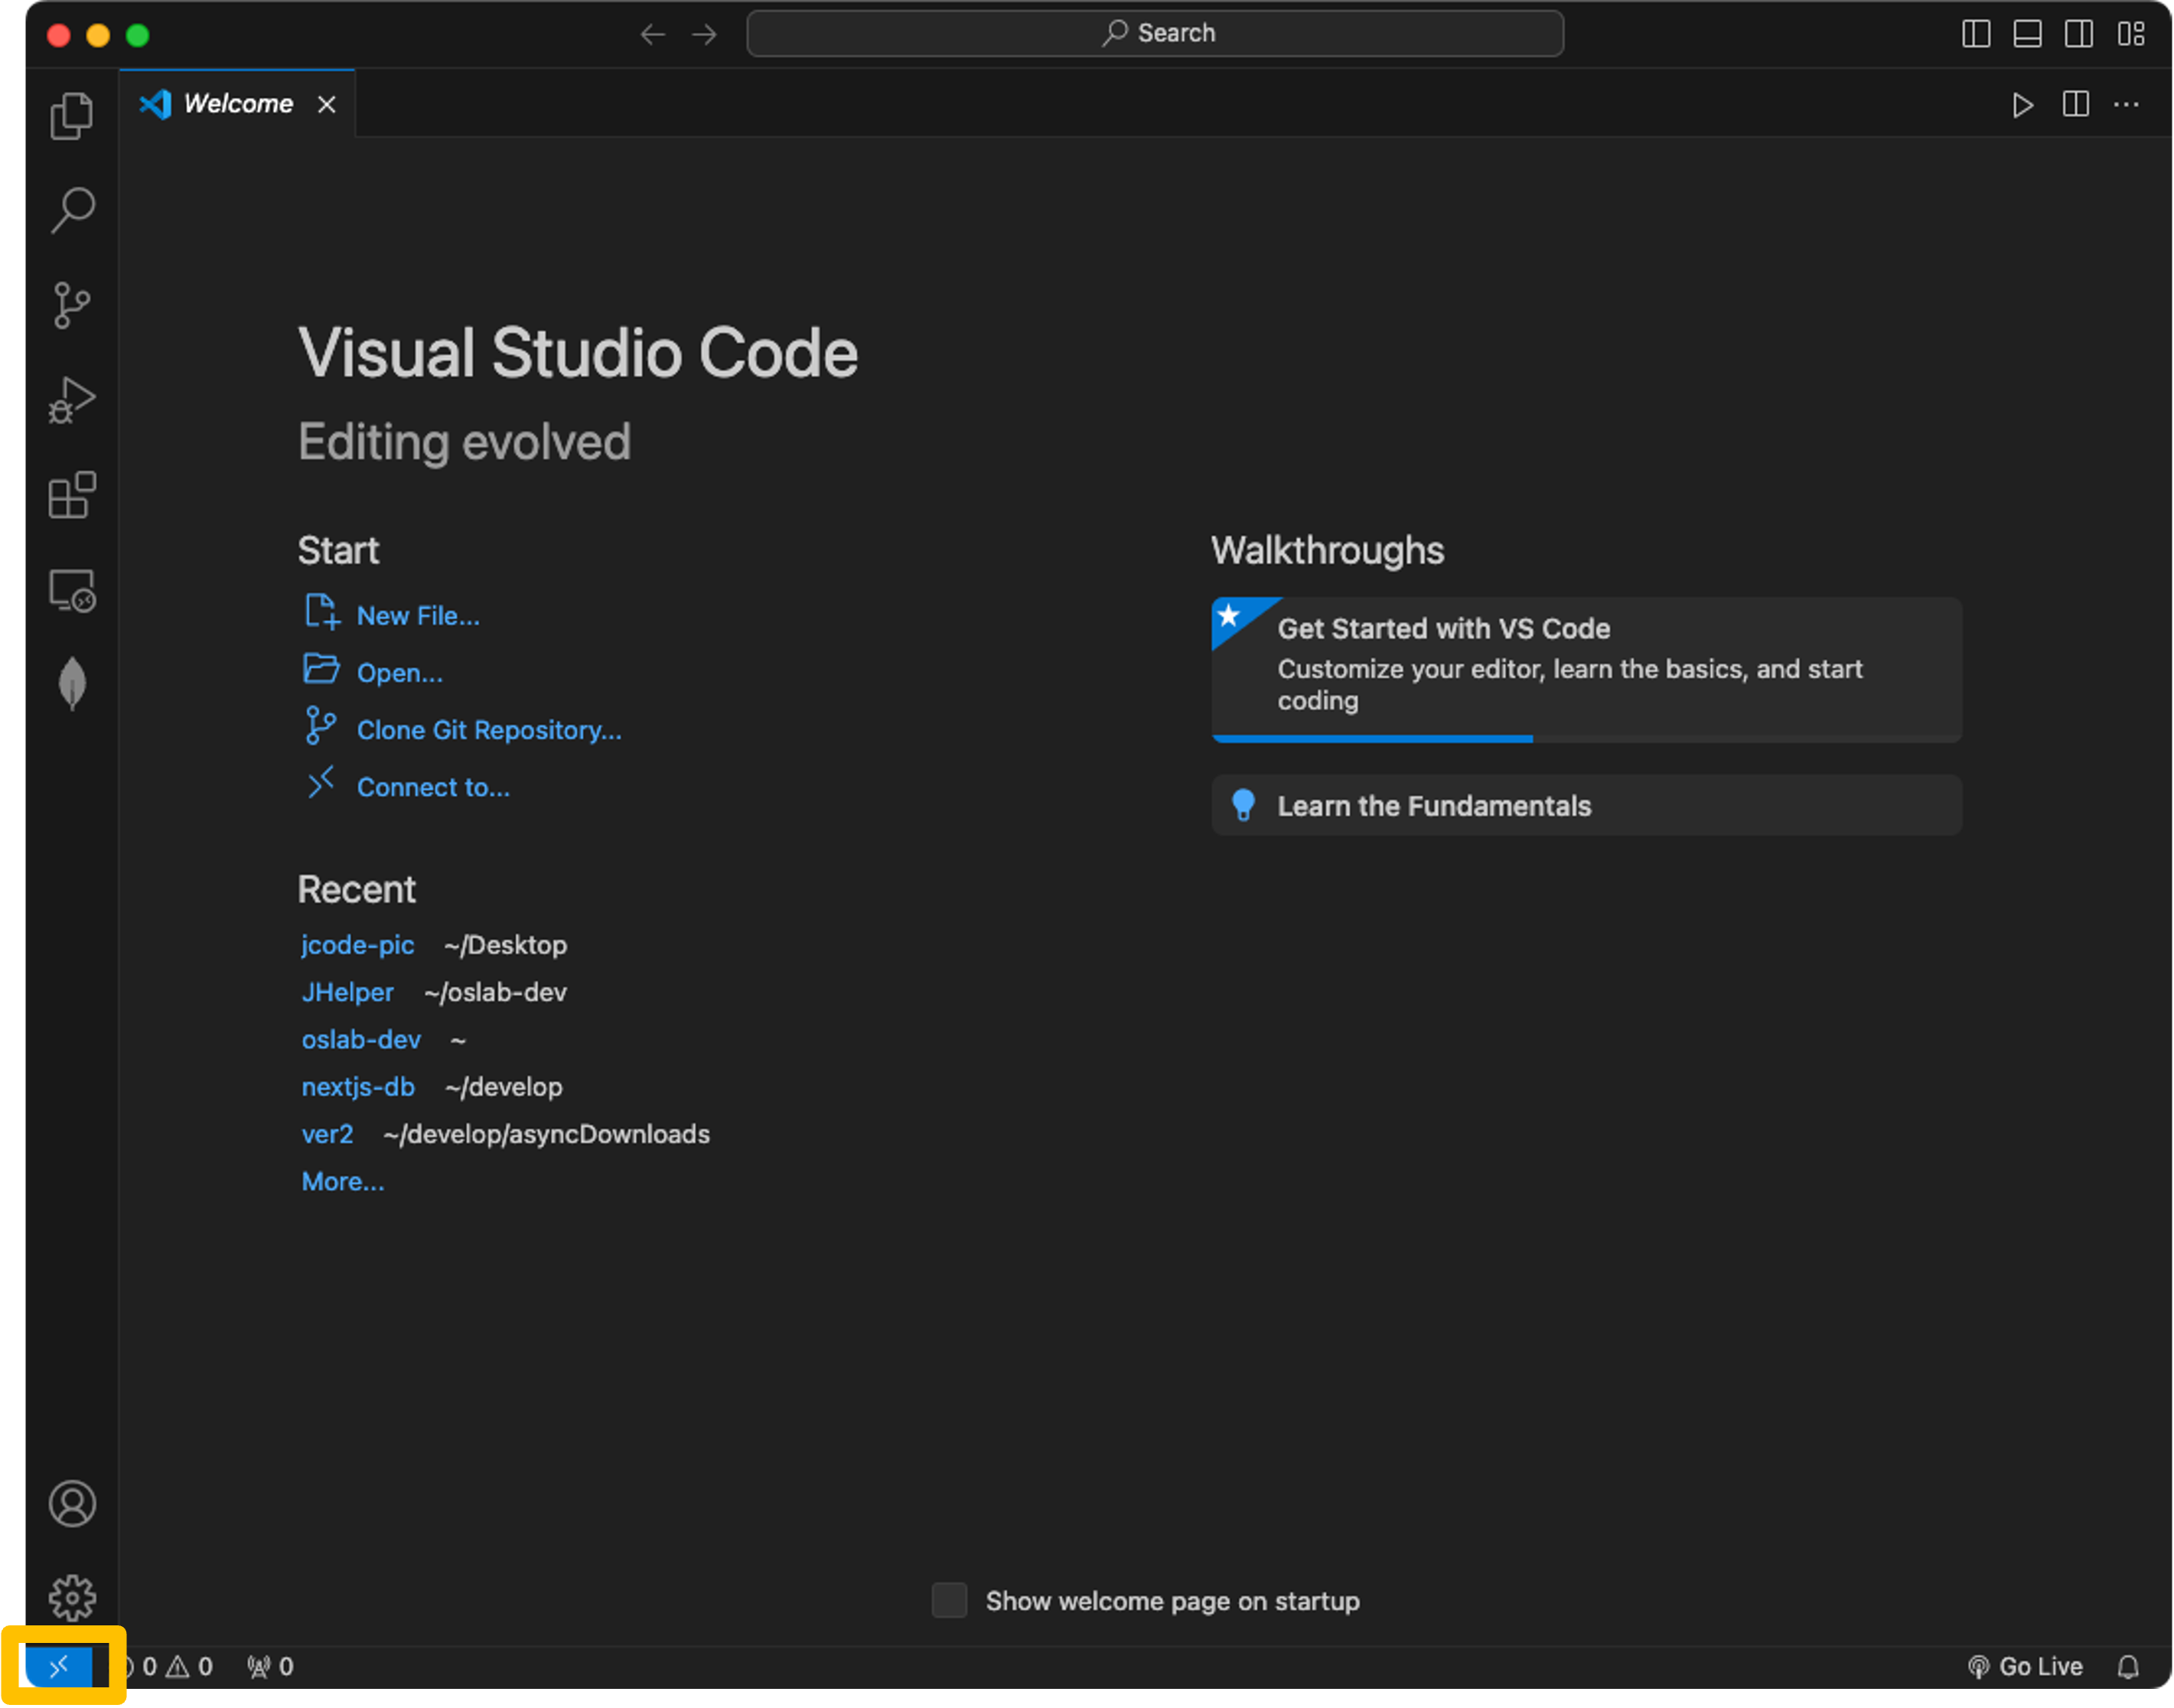 Search
Welcome
Visual Studio Code
Editing evolved
Start
New File...
Open...
Clone Git Repository...
Connect to...
Recent
jcode-pic ~/Desktop
JHelper ~/oslab-dev
oslab-dev ~
nextjs-db ~/develop
ver2 ~/develop/asyncDownloads
More...
Walkthroughs
Get Started with VS Code
Customize your editor, learn the basics, and start
coding
Learn the Fundamentals
Show welcome page on startup
0 0 0
Go Live